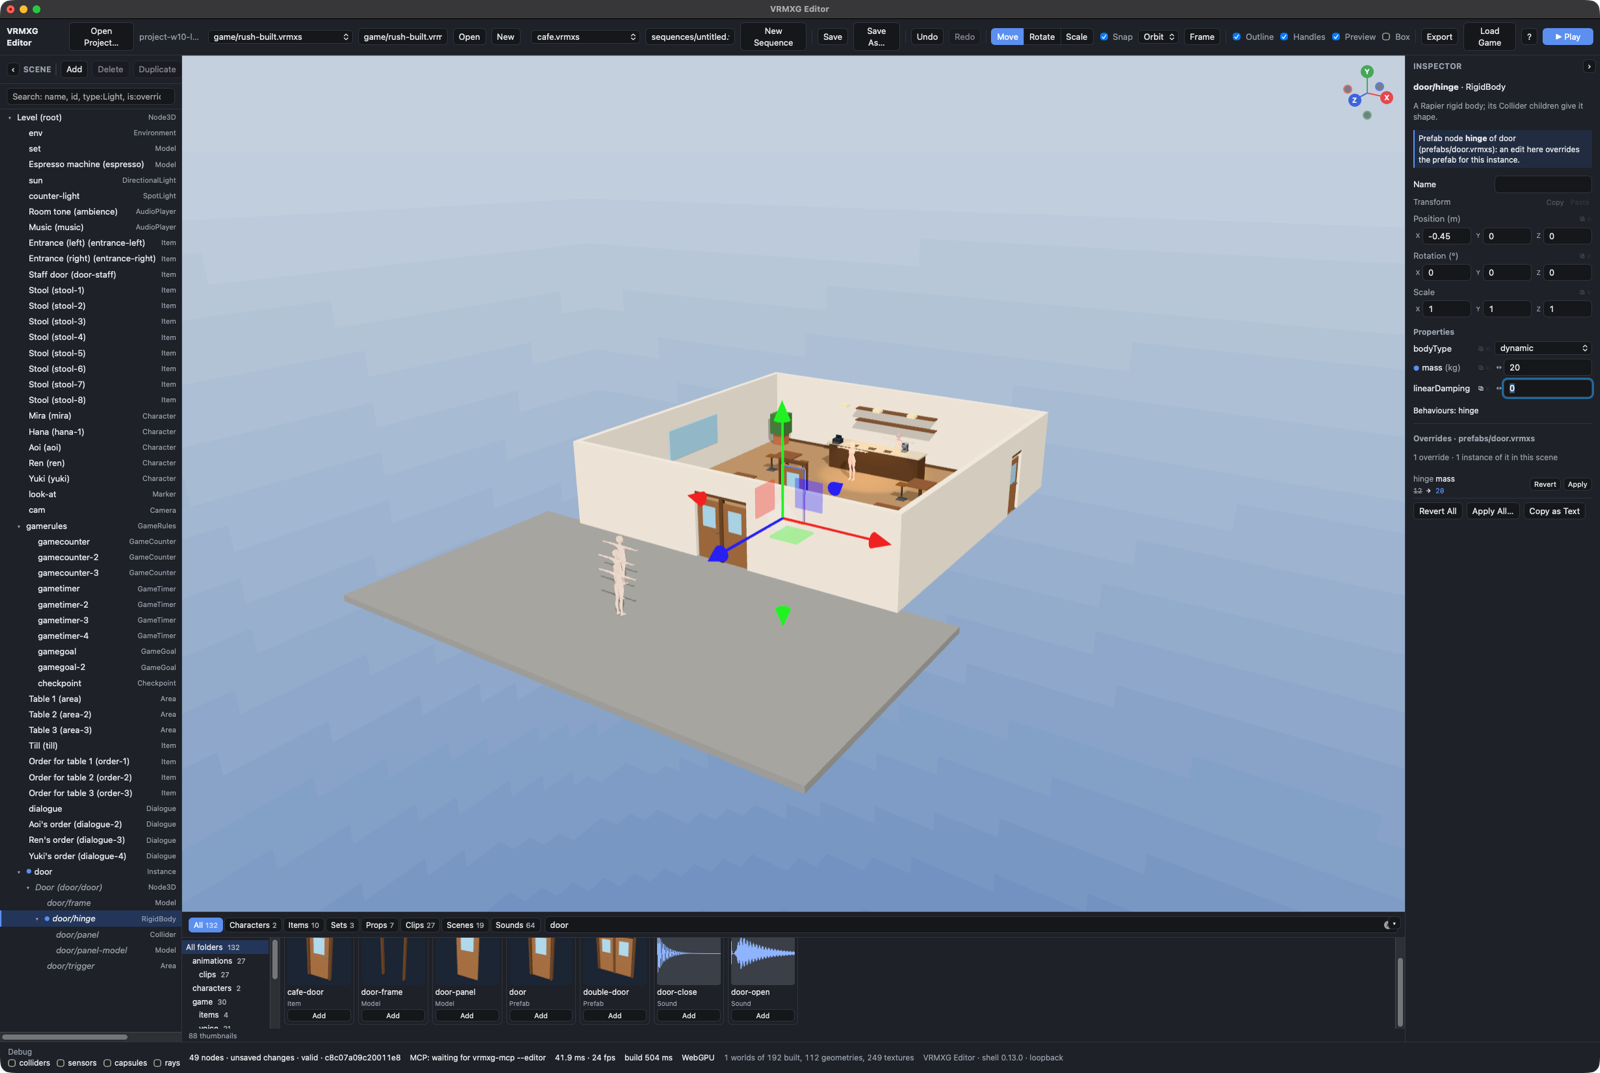 VRMXG Editor
VRMXG Editor
Open Project...
project-w10-l...
game/rush-built.vrmxs
game/rush-built.vrm
Open
New
cafe.vrmxs
sequences/untitled.
New Sequence
Save
Save As...
Undo
Redo
Move
Rotate
Scale
Snap
Orbit
Frame
Outline
Handles
Preview
Box
Export
Load Game
?
Play
SCENE
Add
Delete
Duplicate
Search: name, id, type:Light, is:overri
Level (root) Node3D
env Environment
set Model
Espresso machine (espresso) Model
sun DirectionalLight
counter-light SpotLight
Room tone (ambience) AudioPlayer
Music (music) AudioPlayer
Entrance (left) (entrance-left) Item
Entrance (right) (entrance-right) Item
Staff door (door-staff) Item
Stool (stool-1) Item
Stool (stool-2) Item
Stool (stool-3) Item
Stool (stool-4) Item
Stool (stool-5) Item
Stool (stool-6) Item
Stool (stool-7) Item
Stool (stool-8) Item
Mira (mira) Character
Hana (hana-1) Character
Aoi (aoi) Character
Ren (ren) Character
Yuki (yuki) Character
look-at Marker
cam Camera
gamerules GameRules
gamecounter GameCounter
gamecounter-2 GameCounter
gamecounter-3 GameCounter
gametimer GameTimer
gametimer-2 GameTimer
gametimer-3 GameTimer
gametimer-4 GameTimer
gamegoal GameGoal
gamegoal-2 GameGoal
checkpoint Checkpoint
Table 1 (area) Area
Table 2 (area-2) Area
Table 3 (area-3) Area
Till (till) Item
Order for table 1 (order-1) Item
Order for table 2 (order-2) Item
Order for table 3 (order-3) Item
dialogue Dialogue
Aoi's order (dialogue-2) Dialogue
Ren's order (dialogue-3) Dialogue
Yuki's order (dialogue-4) Dialogue
door Instance
Door (door/door) Node3D
door/frame Model
door/hinge RigidBody
door/panel Collider
door/panel-model Model
door/trigger Area
Debug
colliders
sensors
capsules
rays
Y
X
Z
All 132
Characters 2
Items 10
Sets 3
Props 7
Clips 27
Scenes 19
Sounds 64
door
All folders 132
animations 27
clips 27
characters 2
game 30
items 4
voice 21
88 thumbnails
cafe-door
Item
Add
door-frame
Model
Add
door-panel
Model
Add
door
Prefab
Add
double-door
Prefab
Add
door-close
Sound
Add
door-open
Sound
Add
49 nodes · unsaved changes · valid · c8c07a09c20011e8
MCP: waiting for vrmxg-mcp --editor
41.9 ms · 24 fps
build 504 ms
WebGPU
1 worlds of 192 built, 112 geometries, 249 textures
VRMXG Editor · shell 0.13.0 · loopback
INSPECTOR
door/hinge · RigidBody
A Rapier rigid body; its Collider children give it
shape.
Prefab node hinge of door
(prefabs/door.vrmxs): an edit here overrides
the prefab for this instance.
Name
Transform Copy Paste
Position (m)
X -0.45 Y 0 Z 0
Rotation (°)
X 0 Y 0 Z 0
Scale
X 1 Y 1 Z 1
Properties
bodyType dynamic
mass (kg) 20
linearDamping 0
Behaviours: hinge
Overrides · prefabs/door.vrmxs
1 override · 1 instance of it in this scene
hinge mass
12 → 20
Revert
Apply
Revert All
Apply All...
Copy as Text